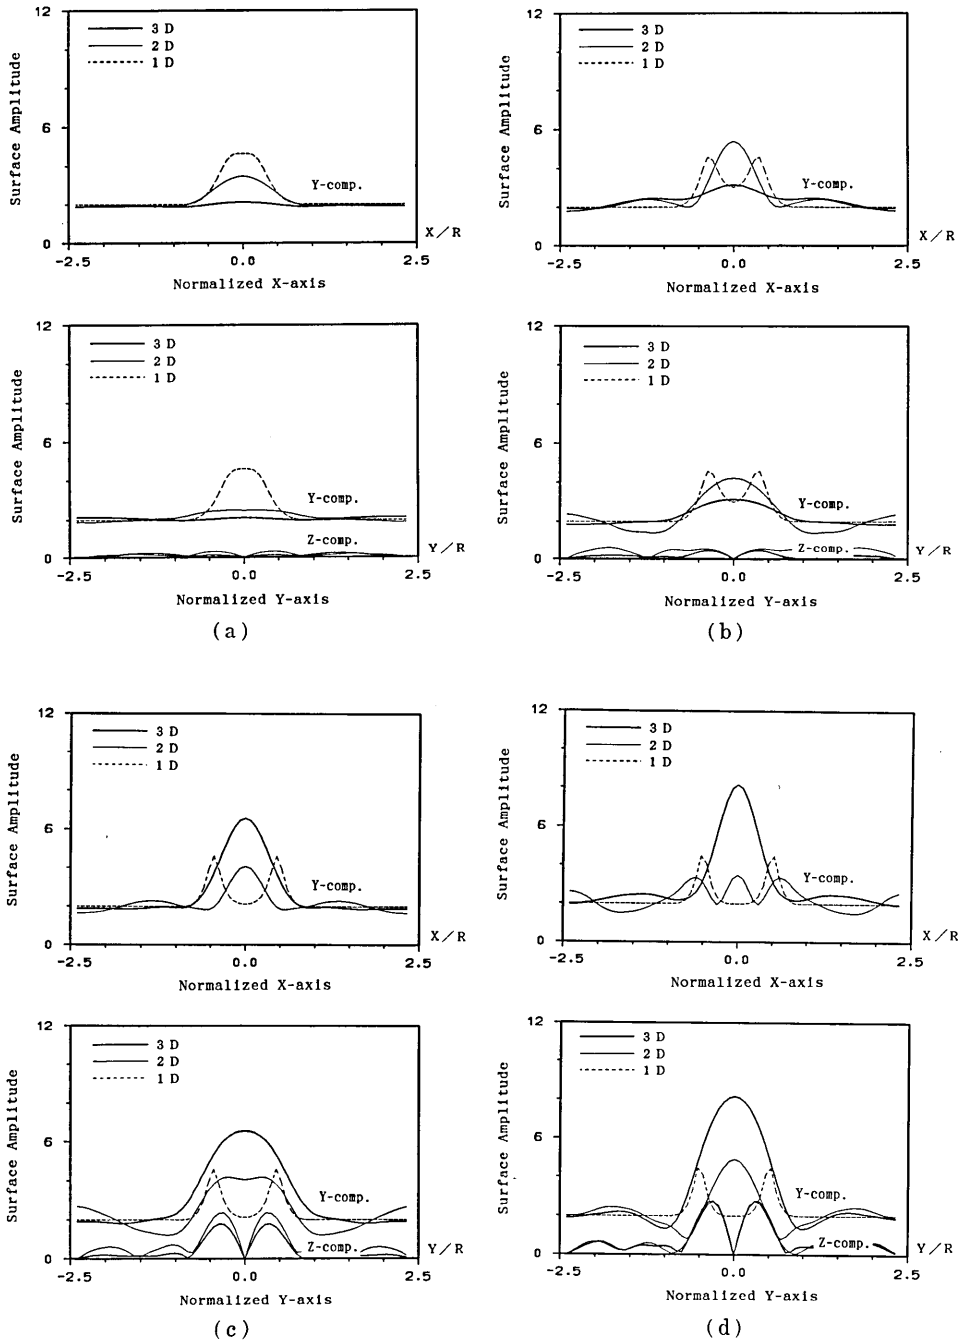 12
3 D
2 D
1 D
Surface Amplitude
6
Y-comp.
0
X/R
-2.5
0.0
2.5
Normalized X-axis
12
3 D
2 D
1 D
Surface Amplitude
6
Y-comp.
Z-comp.
0
Y/R
-2.5
0.0
2.5
Normalized Y-axis
(a)
12
3 D
2 D
1 D
Surface Amplitude
6
Y-comp.
0
X/R
-2.5
0.0
2.5
Normalized X-axis
12
3 D
2 D
1 D
Surface Amplitude
6
Y-comp.
Z-comp.
0
Y/R
-2.5
0.0
2.5
Normalized Y-axis
(b)
12
3 D
2 D
1 D
Surface Amplitude
6
Y-comp.
0
X/R
-2.5
0.0
2.5
Normalized X-axis
12
3 D
2 D
1 D
Surface Amplitude
6
Y-comp.
Z-comp.
0
Y/R
-2.5
0.0
2.5
Normalized Y-axis
(c)
12
3 D
2 D
1 D
Surface Amplitude
6
Y-comp.
0
X/R
-2.5
0.0
2.5
Normalized X-axis
12
3 D
2 D
1 D
Surface Amplitude
6
Y-comp.
Z-comp.
0
Y/R
-2.5
0.0
2.5
Normalized Y-axis
(d)